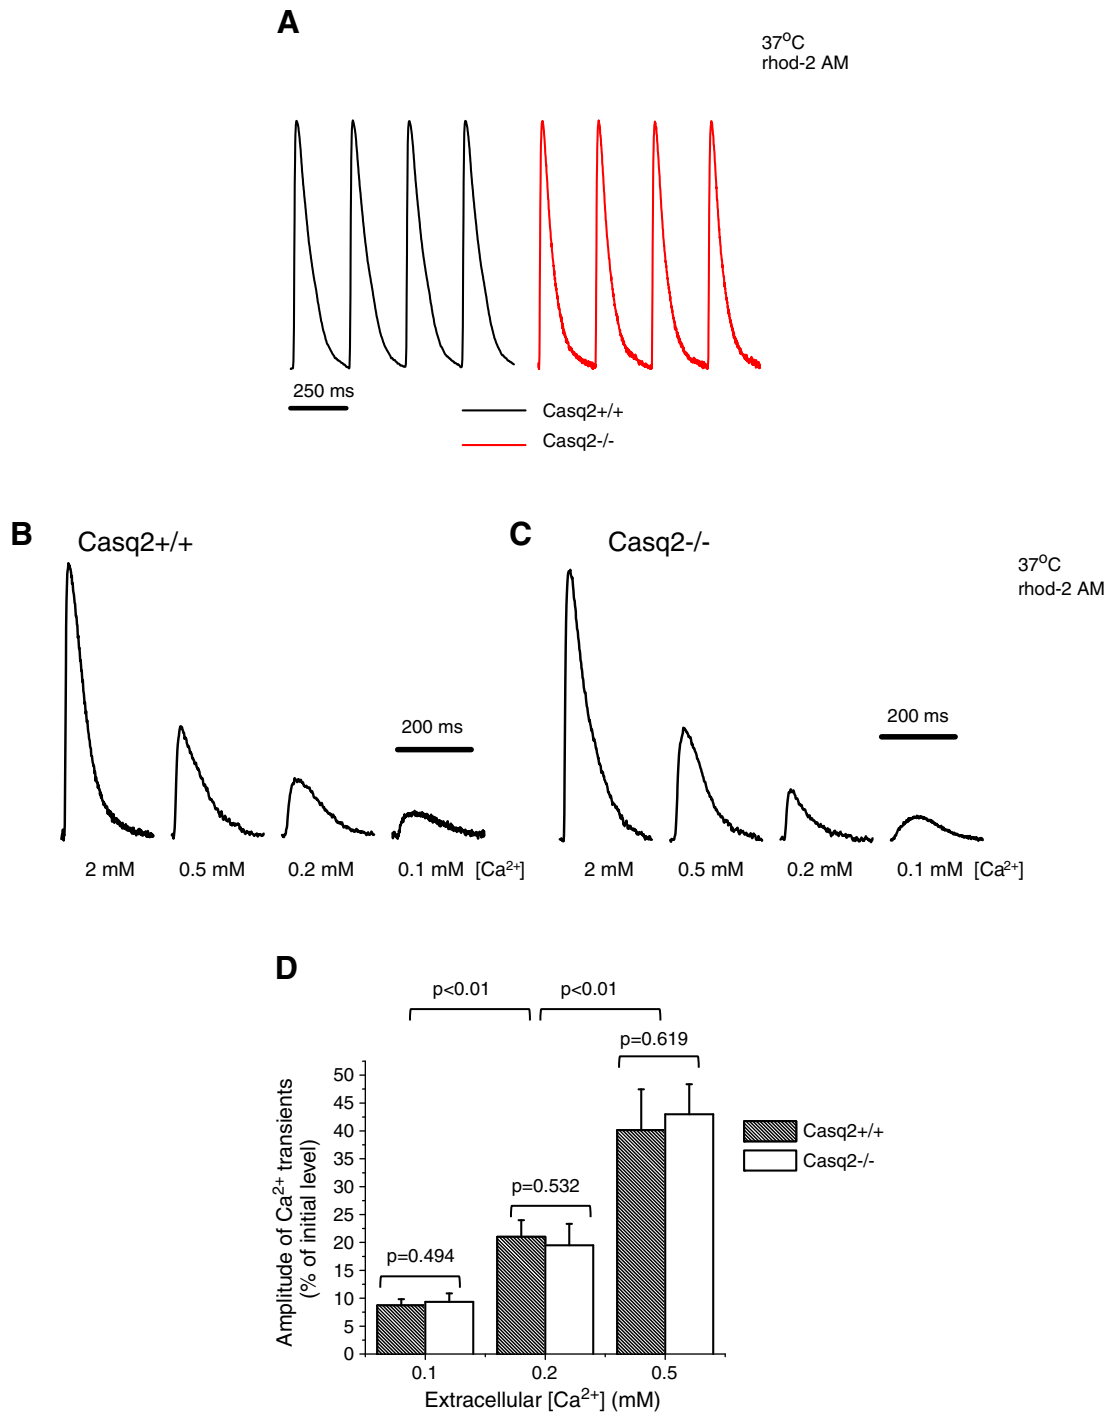 A
37°C
rhod-2 AM
250 ms
Casq2+/+
Casq2-/-
B
Casq2+/+
C
Casq2-/-
37°C
rhod-2 AM
200 ms
200 ms
2 mM 0.5 mM 0.2 mM 0.1 mM [Ca²⁺]
2 mM 0.5 mM 0.2 mM 0.1 mM [Ca²⁺]
D
p<0.01 p<0.01
p=0.619
p=0.532
p=0.494
Amplitude of Ca²⁺ transients
(% of initial level)
50
45
40
35
30
25
20
15
10
5
0
0.1 0.2 0.5
Extracellular [Ca²⁺] (mM)
Casq2+/+
Casq2-/-